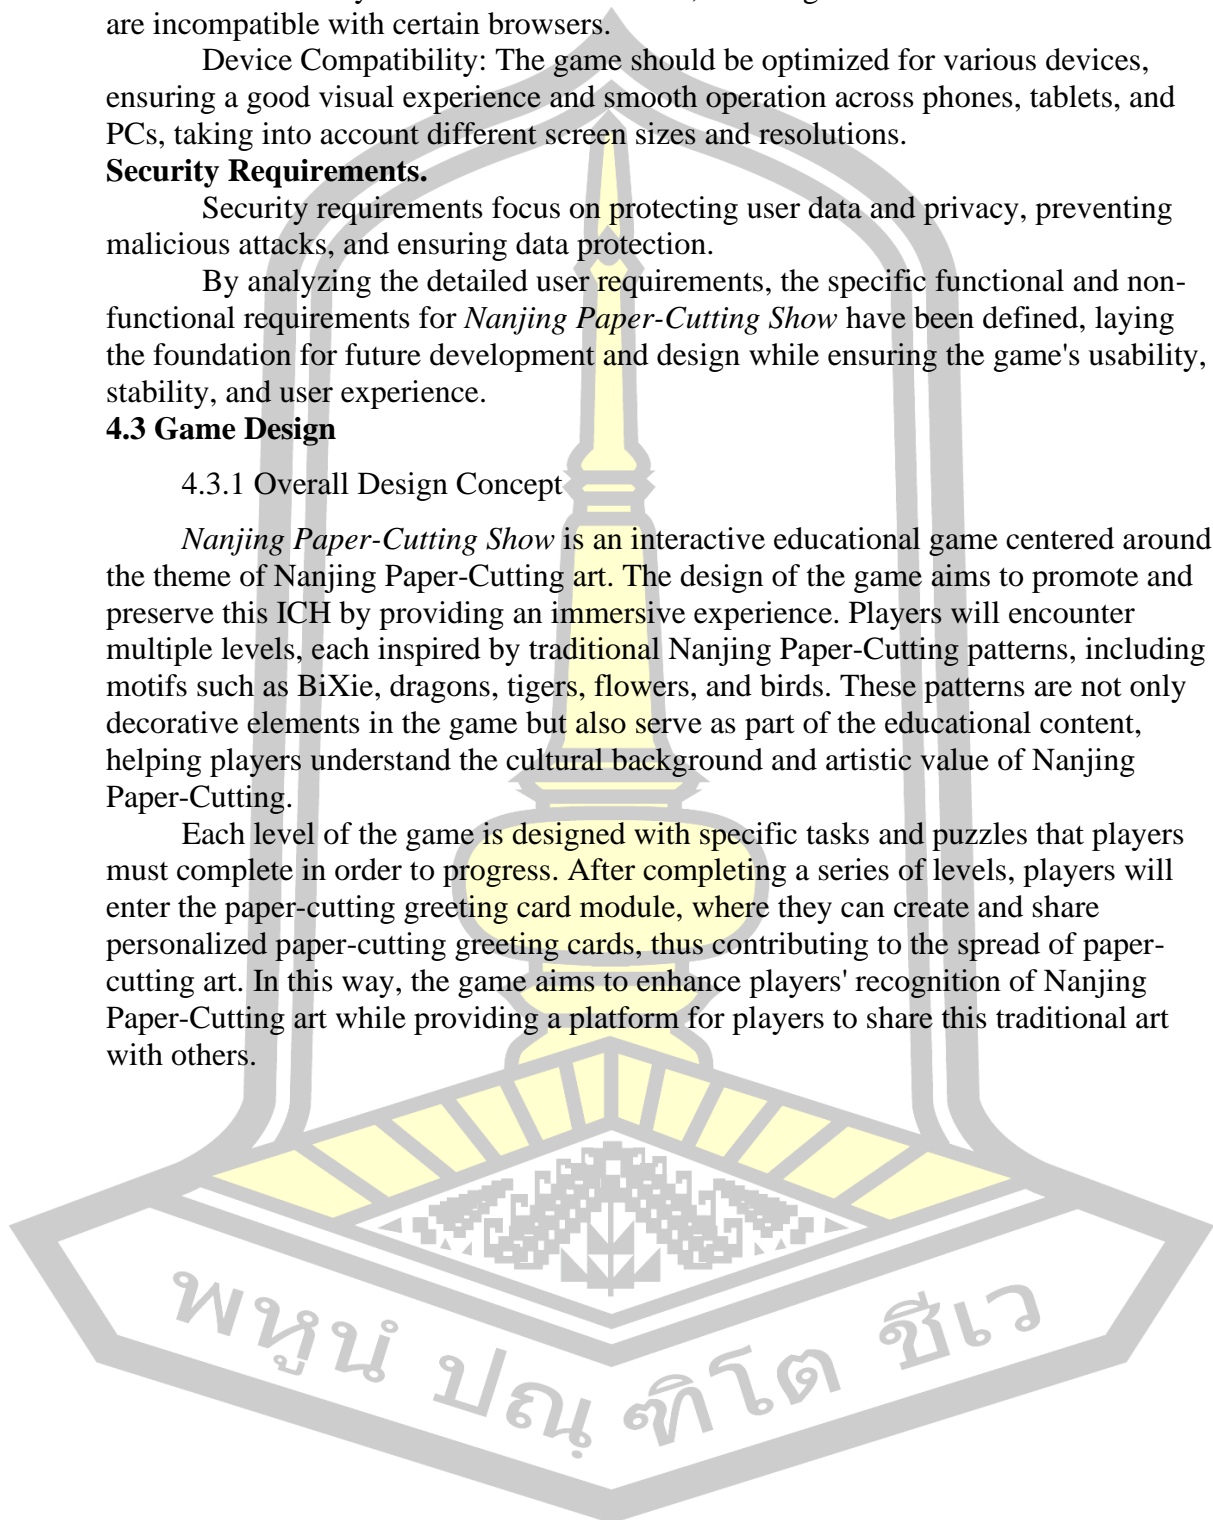 are incompatible with certain browsers.
Device Compatibility: The game should be optimized for various devices,
ensuring a good visual experience and smooth operation across phones, tablets, and
PCs, taking into account different screen sizes and resolutions.
Security Requirements.
Security requirements focus on protecting user data and privacy, preventing
malicious attacks, and ensuring data protection.
By analyzing the detailed user requirements, the specific functional and non-
functional requirements for Nanjing Paper-Cutting Show have been defined, laying
the foundation for future development and design while ensuring the game's usability,
stability, and user experience.
4.3 Game Design
4.3.1 Overall Design Concept
Nanjing Paper-Cutting Show is an interactive educational game centered around
the theme of Nanjing Paper-Cutting art. The design of the game aims to promote and
preserve this ICH by providing an immersive experience. Players will encounter
multiple levels, each inspired by traditional Nanjing Paper-Cutting patterns, including
motifs such as BiXie, dragons, tigers, flowers, and birds. These patterns are not only
decorative elements in the game but also serve as part of the educational content,
helping players understand the cultural background and artistic value of Nanjing
Paper-Cutting.
Each level of the game is designed with specific tasks and puzzles that players
must complete in order to progress. After completing a series of levels, players will
enter the paper-cutting greeting card module, where they can create and share
personalized paper-cutting greeting cards, thus contributing to the spread of paper-
cutting art. In this way, the game aims to enhance players' recognition of Nanjing
Paper-Cutting art while providing a platform for players to share this traditional art
with others.
พหูนํ ปณฺฑิโต ชีเว